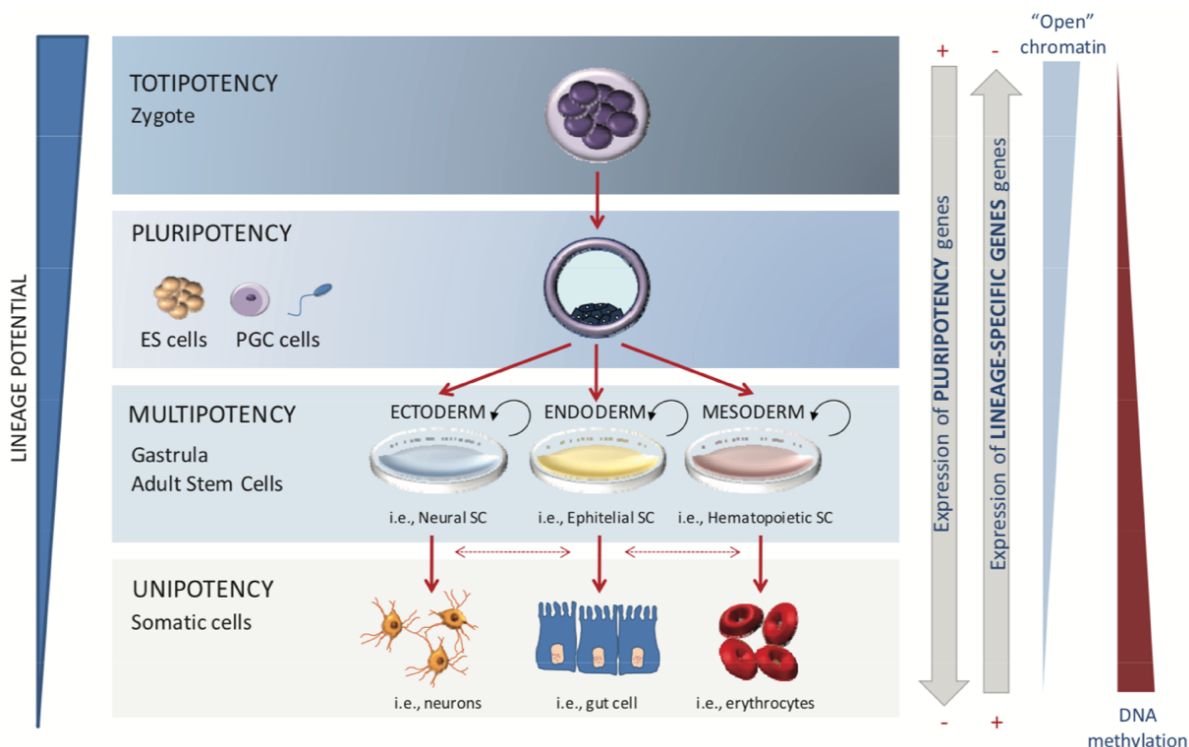 LINEAGE POTENTIAL
TOTIPOTENCY
Zygote
PLURIPOTENCY
ES cells
PGC cells
MULTIPOTENCY
Gastrula
Adult Stem Cells
ECTODERM
ENDODERM
MESODERM
i.e., Neural SC
i.e., Ephitelial SC
i.e., Hematopoietic SC
UNIPOTENCY
Somatic cells
i.e., neurons
i.e., gut cell
i.e., erythrocytes
+
-
Expression of PLURIPOTENCY genes
Expression of LINEAGE-SPECIFIC GENES genes
-
+
“Open”
chromatin
DNA
methylation